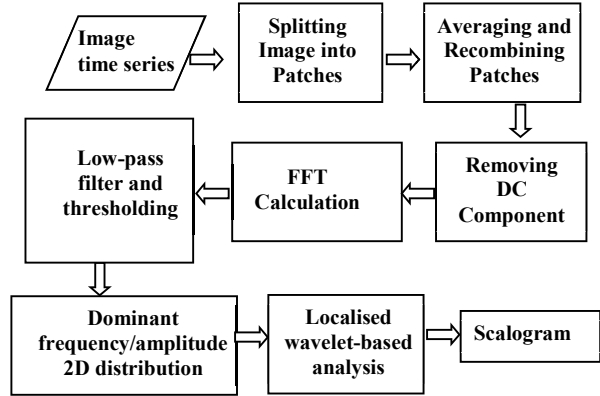 Image
time series
Splitting
Image into
Patches
Averaging and
Recombining
Patches
Removing
DC
Component
FFT
Calculation
Low-pass
filter and
thresholding
Dominant
frequency/amplitude
2D distribution
Localised
wavelet-based
analysis
Scalogram